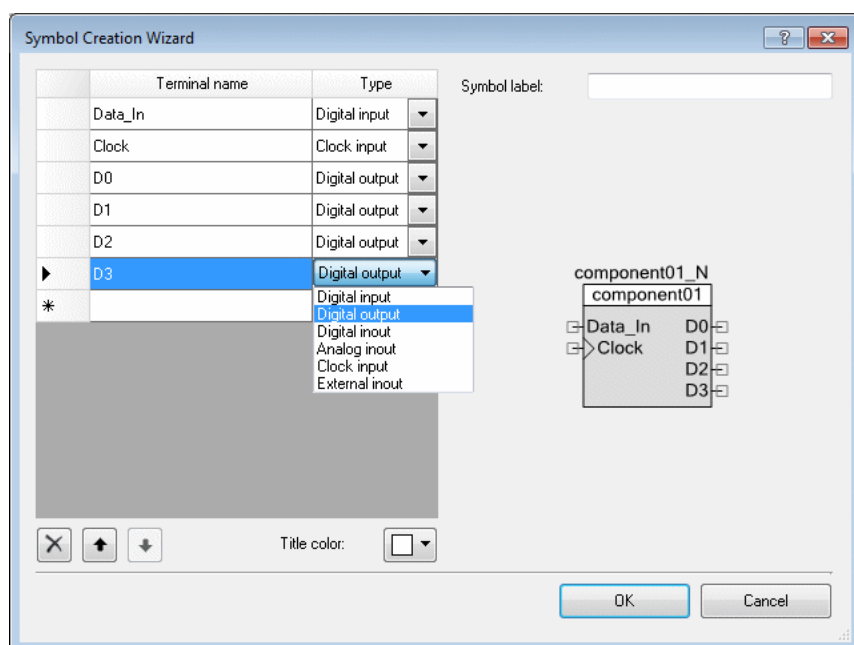 Symbol Creation Wizard
Terminal name Type
Data_In Digital input
Clock Clock input
D0 Digital output
D1 Digital output
D2 Digital output
D3 Digital output
Digital input
Digital output
Digital inout
Analog inout
Clock input
External inout
Title color:
Symbol label:
component01_N
component01
Data_In D0
Clock D1
D2
D3
OK Cancel